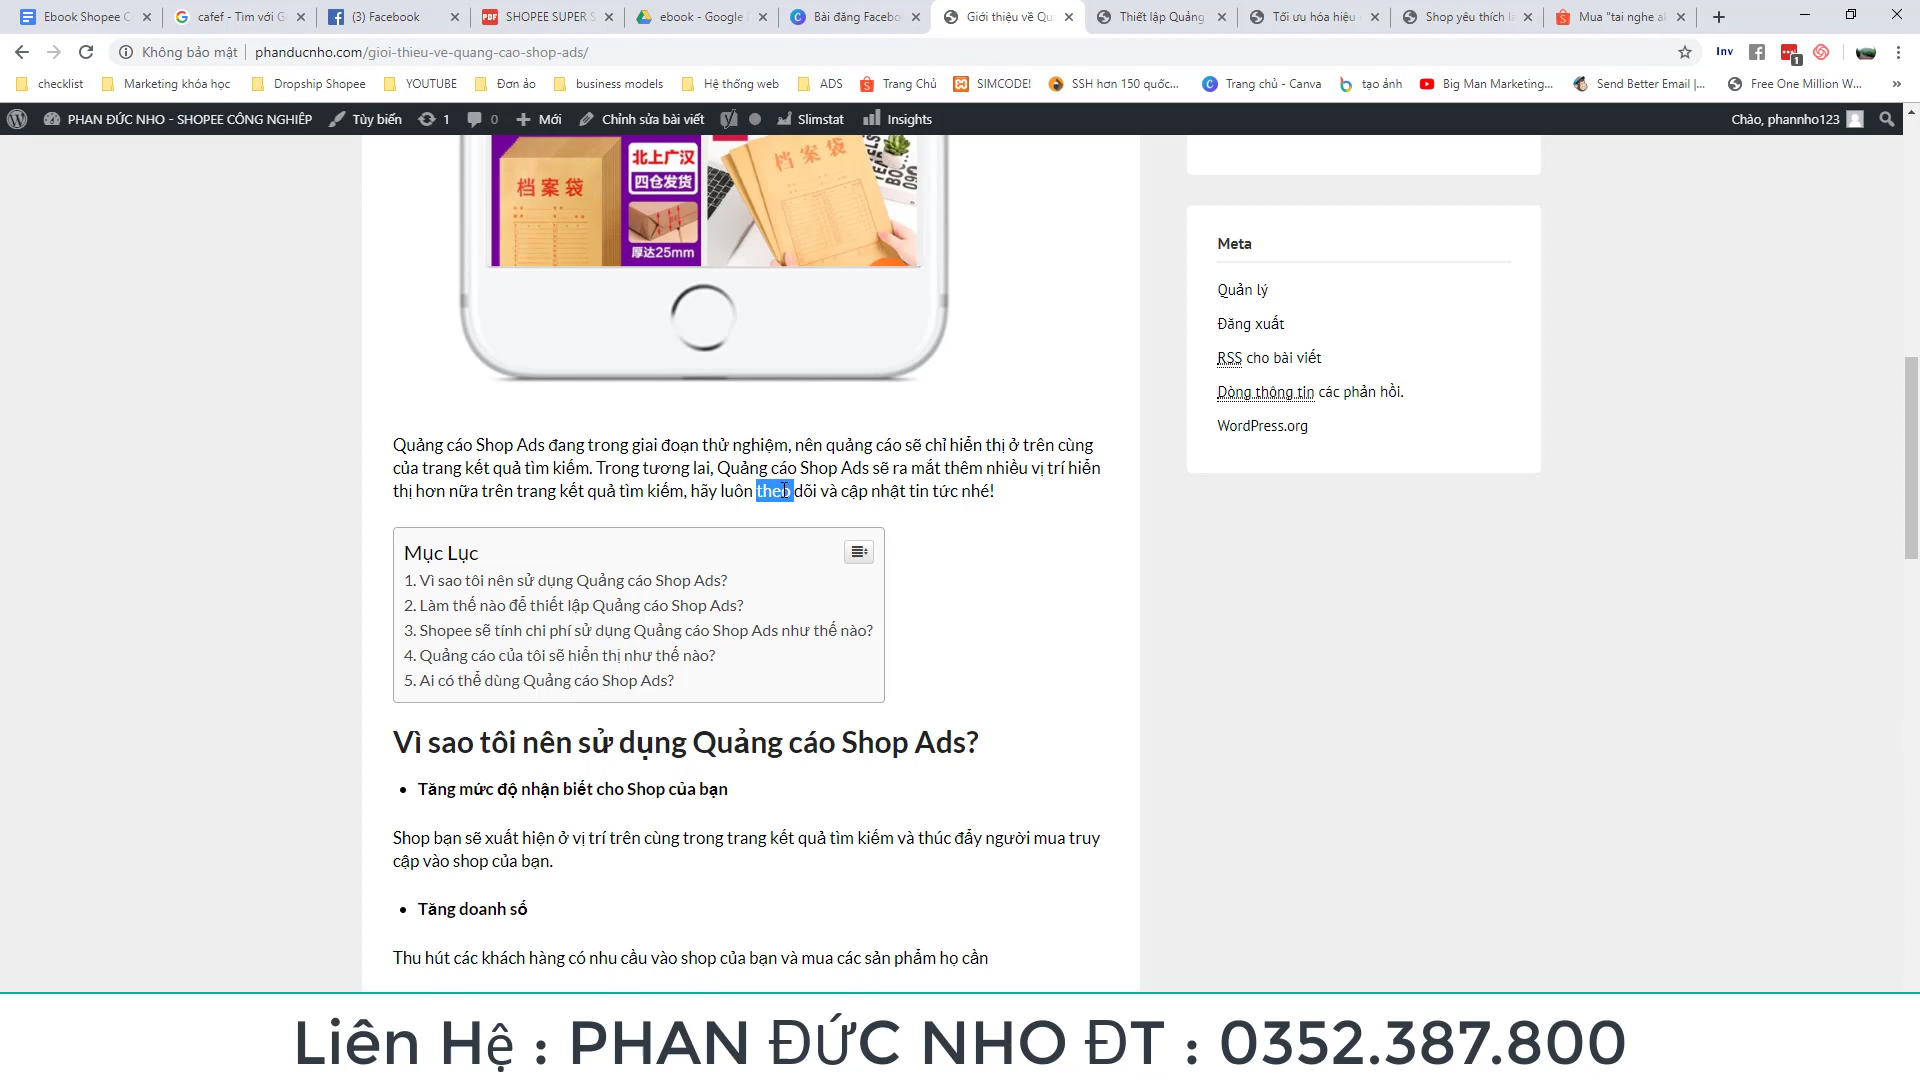 Ebook Shopee C
cafef - Tìm với G
(3) Facebook
SHOPEE SUPER S
ebook - Google
Bài đăng Facebo
Giới thiệu về Qu
Thiết lập Quảng
Tối ưu hóa hiệu
Shop yêu thích l
Mua "tai nghe a
Không bảo mật
phanducnho.com/gioi-thieu-ve-quang-cao-shop-ads/
Inv
1
checklist
Marketing khóa học
Dropship Shopee
YOUTUBE
Đơn ảo
business models
Hệ thống web
ADS
Trang Chủ
SIMCODE!
SSH hơn 150 quốc...
Trang chủ - Canva
tạo ảnh
Big Man Marketing...
Send Better Email |...
Free One Million W...
»
PHAN ĐỨC NHO - SHOPEE CÔNG NGHIỆP
Tùy biến
1
0
Mới
Chỉnh sửa bài viết
Slimstat
Insights
Chào, phannho123
北上广汉
四仓发货
档案袋
档案袋
厚达25mm
Quảng cáo Shop Ads đang trong giai đoạn thử nghiệm, nên quảng cáo sẽ chỉ hiển thị ở trên cùng
của trang kết quả tìm kiếm. Trong tương lai, Quảng cáo Shop Ads sẽ ra mắt thêm nhiều vị trí hiển
thị hơn nữa trên trang kết quả tìm kiếm, hãy luôn theo dõi và cập nhật tin tức nhé!
Mục Lục
1. Vì sao tôi nên sử dụng Quảng cáo Shop Ads?
2. Làm thế nào để thiết lập Quảng cáo Shop Ads?
3. Shopee sẽ tính chi phí sử dụng Quảng cáo Shop Ads như thế nào?
4. Quảng cáo của tôi sẽ hiển thị như thế nào?
5. Ai có thể dùng Quảng cáo Shop Ads?
Vì sao tôi nên sử dụng Quảng cáo Shop Ads?
• Tăng mức độ nhận biết cho Shop của bạn
Shop bạn sẽ xuất hiện ở vị trí trên cùng trong trang kết quả tìm kiếm và thúc đẩy người mua truy
cập vào shop của bạn.
• Tăng doanh số
Thu hút các khách hàng có nhu cầu vào shop của bạn và mua các sản phẩm họ cần
Meta
Quản lý
Đăng xuất
RSS cho bài viết
Dòng thông tin các phản hồi.
WordPress.org
Liên Hệ : PHAN ĐỨC NHO ĐT : 0352.387.800